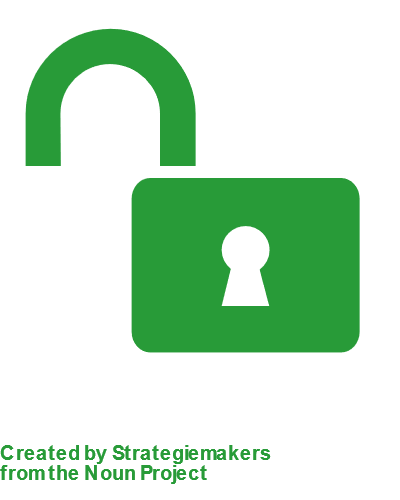 Created by Strategiemakers
from the Noun Project